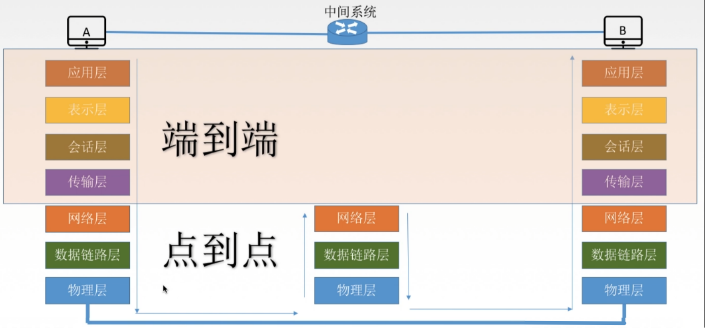 中间系统
A
B
应用层
应用层
表示层
表示层
端到端
会话层
会话层
传输层
传输层
网络层
网络层
网络层
点到点
数据链路层
数据链路层
数据链路层
物理层
物理层
物理层